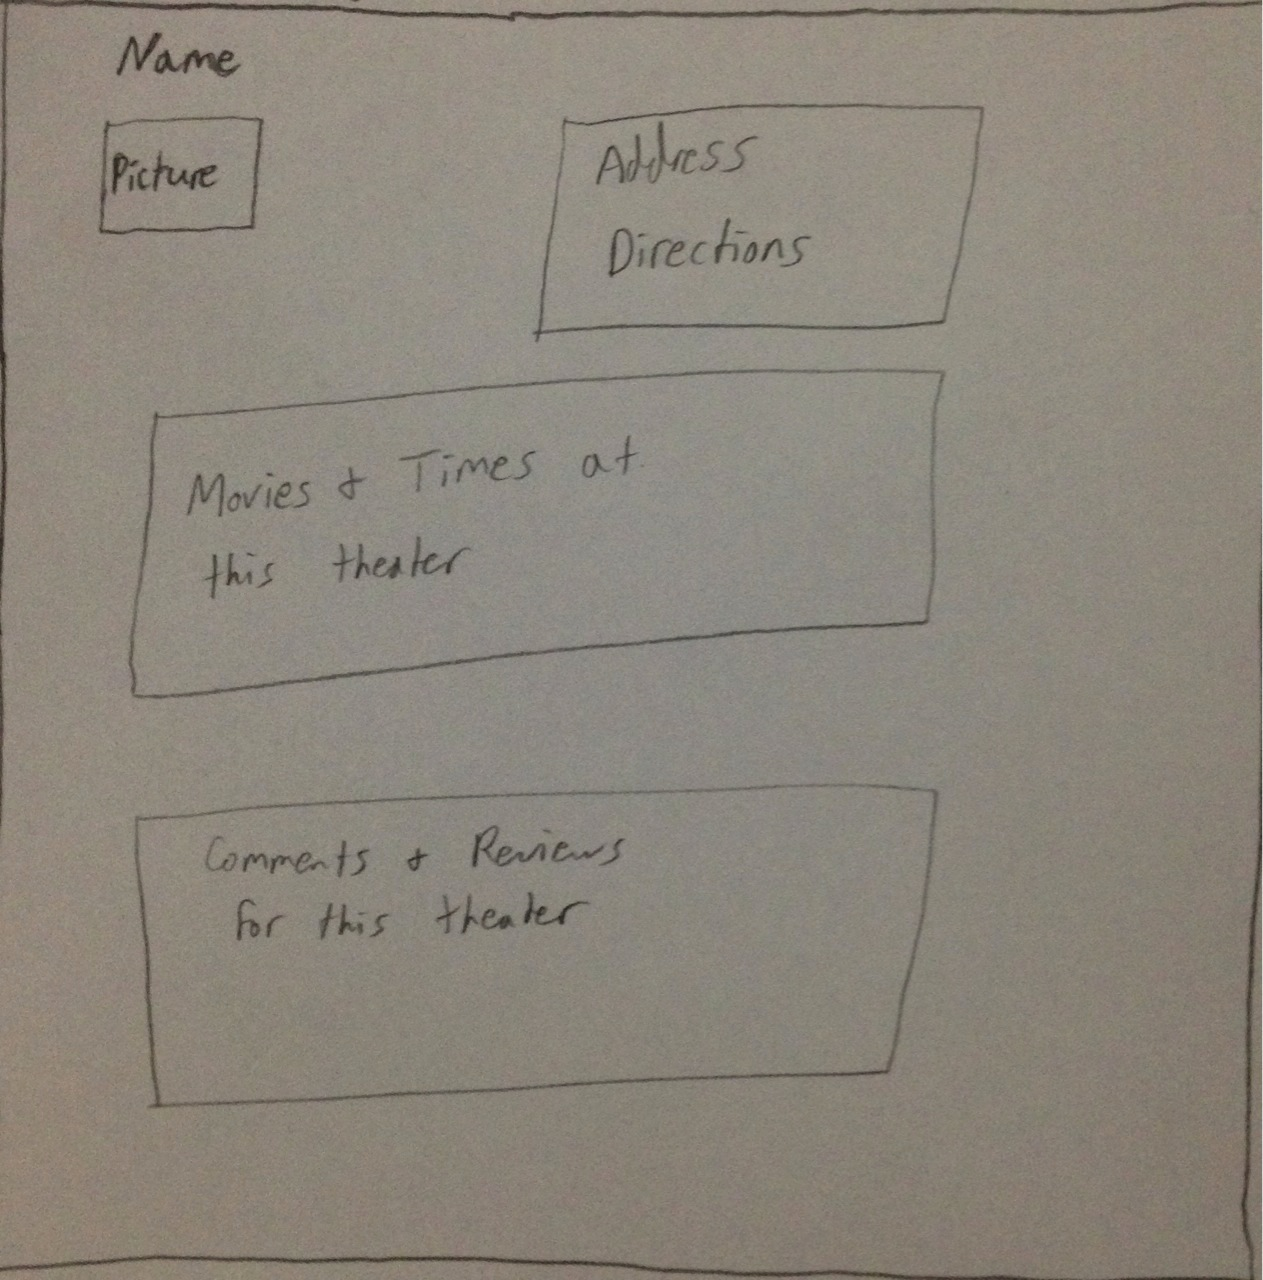 Name
Picture
Address
Directions
Movies & Times at
this theater
Comments & Reviews
for this theater